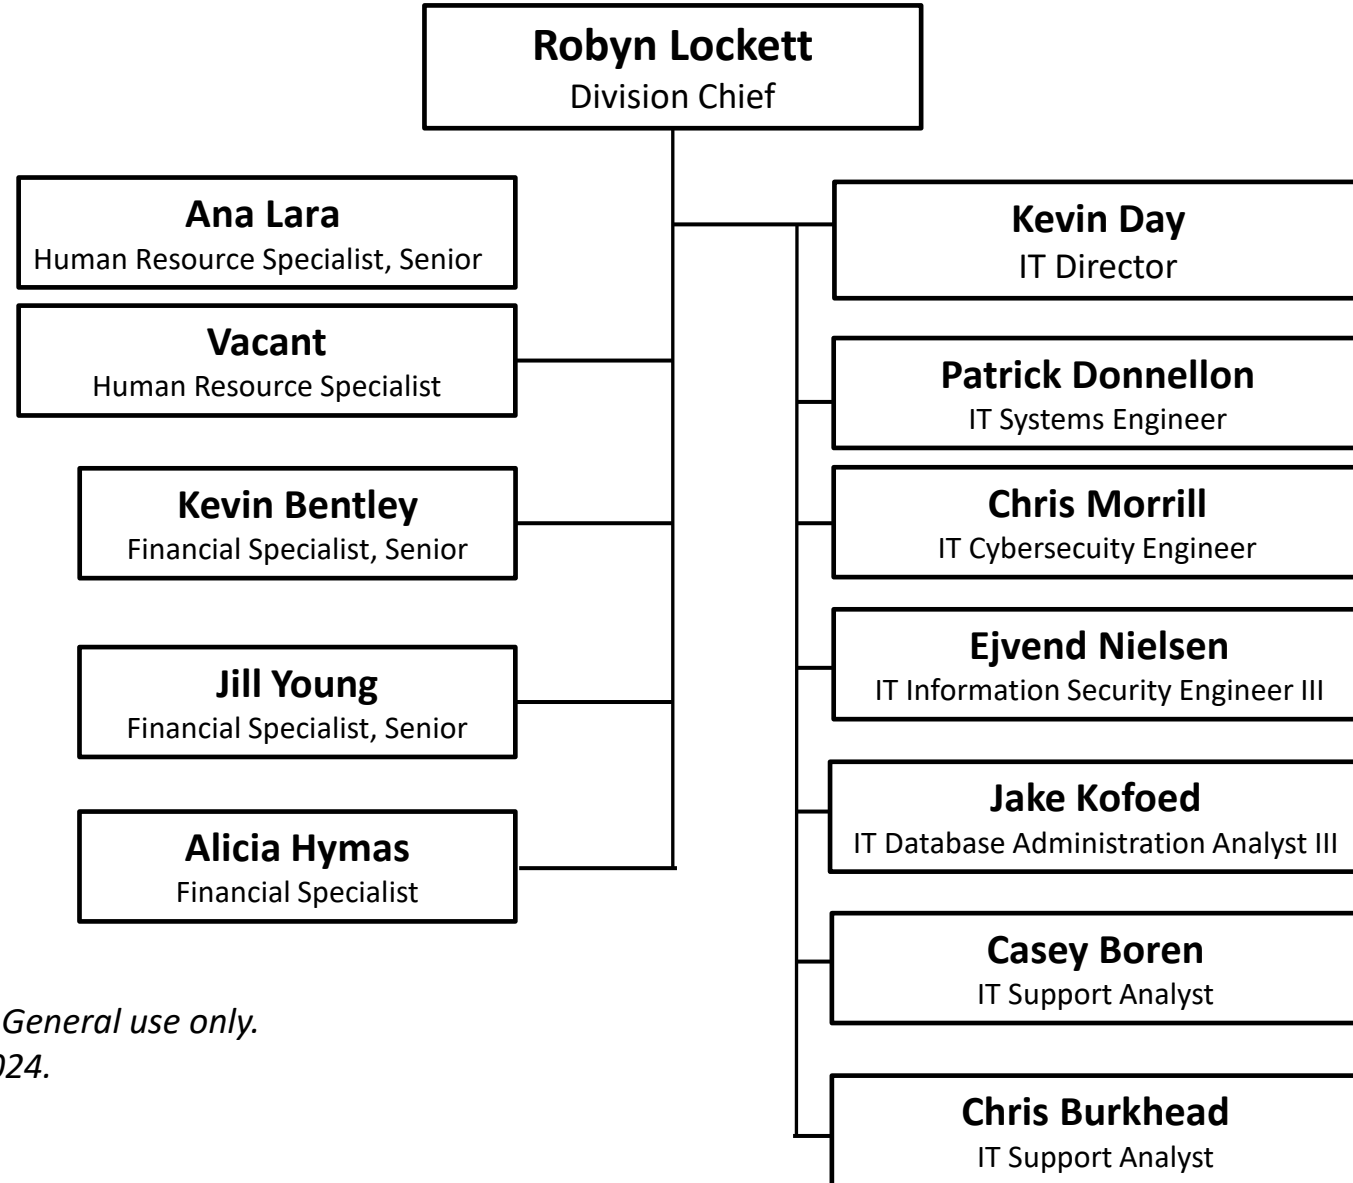 Robyn Lockett
Division Chief
Ana Lara
Human Resource Specialist, Senior
Vacant
Human Resource Specialist
Kevin Bentley
Financial Specialist, Senior
Jill Young
Financial Specialist, Senior
Alicia Hymas
Financial Specialist
Kevin Day
IT Director
Patrick Donnellon
IT Systems Engineer
Chris Morrill
IT Cybersecuity Engineer
Ejvend Nielsen
IT Information Security Engineer III
Jake Kofoed
IT Database Administration Analyst III
Casey Boren
IT Support Analyst
Chris Burkhead
IT Support Analyst
General use only.
024.